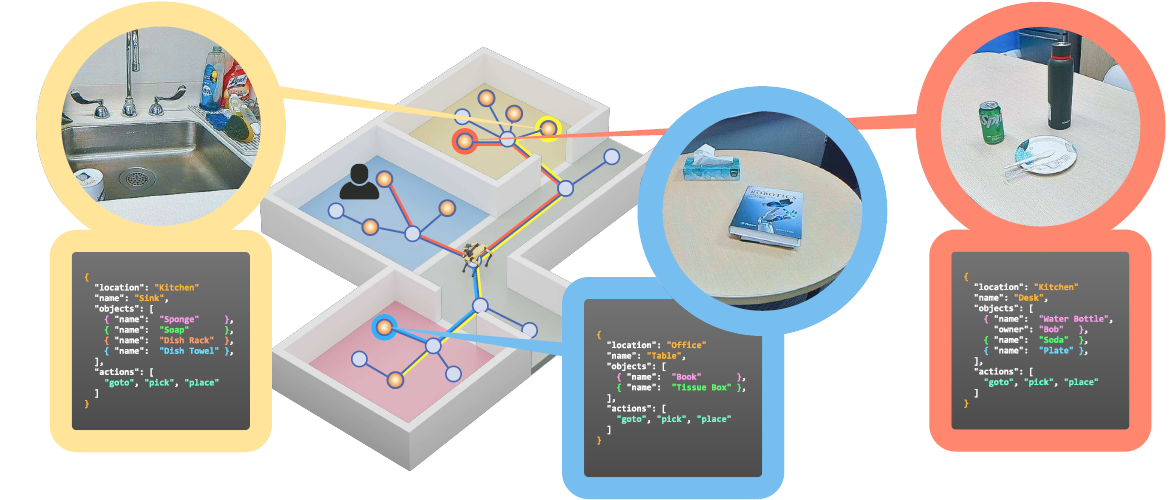 {
"location": "Kitchen"
"name": "Sink",
"objects": [
{ "name": "Sponge" },
{ "name": "Soap" },
{ "name": "Dish Rack" },
{ "name": "Dish Towel" },
],
"actions": [
"goto", "pick", "place"
]
}
ROBOTICS
{
"location": "Office"
"name": "Table",
"objects": [
{ "name": "Book" },
{ "name": "Tissue Box" },
],
"actions": [
"goto", "pick", "place"
]
}
{
"location": "Kitchen"
"name": "Desk",
"objects": [
{ "name": "Water Bottle",
"owner": "Bob" },
{ "name": "Soda" },
{ "name": "Plate" },
],
"actions": [
"goto", "pick", "place"
]
}